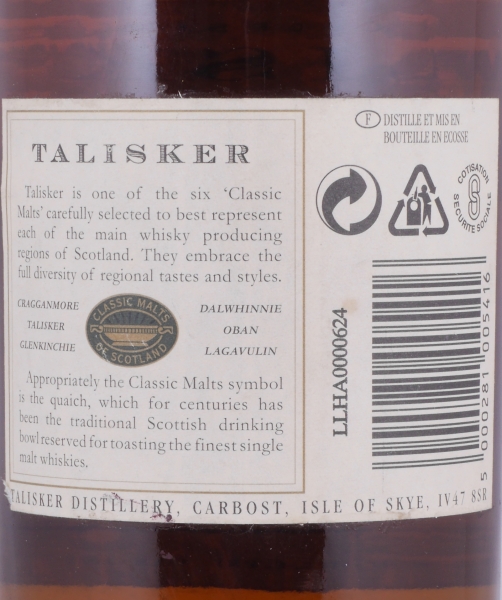 TALISKER
Talisker is one of the six ‘Classic
Malts’ carefully selected to best represent
each of the main whisky producing
regions of Scotland. They embrace the
full diversity of regional tastes and styles.
CRAGGANMORE
TALISKER
GLENKINCHIE
CLASSIC MALTS
OF SCOTLAND
DALWHINNIE
OBAN
LAGAVULIN
Appropriately the Classic Malts symbol
is the quaich, which for centuries has
been the traditional Scottish drinking
bowl reserved for toasting the finest single
malt whiskies.
F DISTILLE ET MIS EN
BOUTEILLE EN ECOSSE
COTISATION
SECURITE SOCIALE
LLHA0000624
5 000281 005416
TALISKER DISTILLERY, CARBOST, ISLE OF SKYE, IV47 8SR